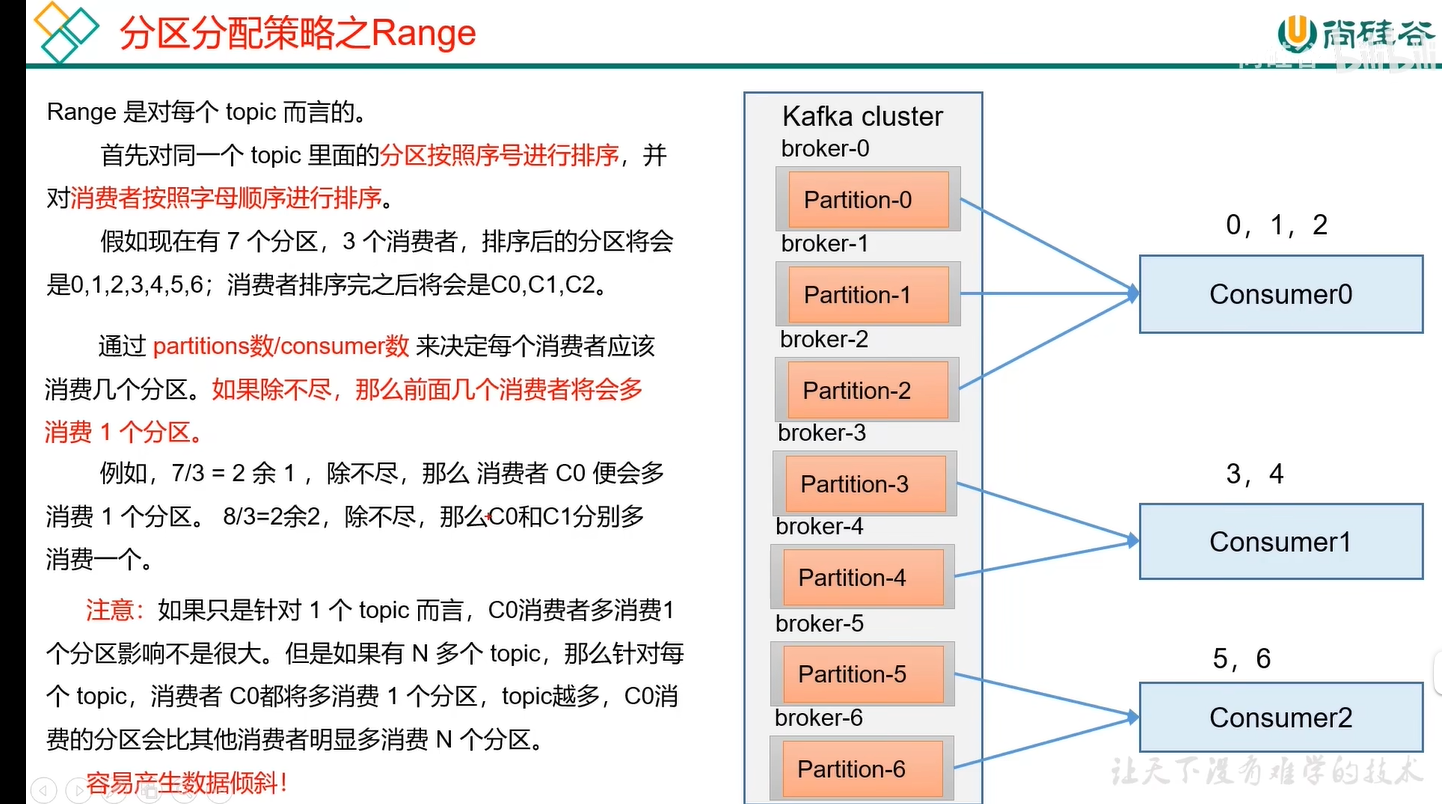 分区分配策略之Range
尚硅谷
Range 是对每个 topic 而言的。
首先对同一个 topic 里面的分区按照序号进行排序，并
对消费者按照字母顺序进行排序。
假如现在有 7 个分区，3 个消费者，排序后的分区将会
是0,1,2,3,4,5,6；消费者排序完之后将会是C0,C1,C2。
通过 partitions数/consumer数 来决定每个消费者应该
消费几个分区。如果除不尽，那么前面几个消费者将会多
消费 1 个分区。
例如，7/3 = 2 余 1 ，除不尽，那么 消费者 C0 便会多
消费 1 个分区。 8/3=2余2，除不尽，那么C0和C1分别多
消费一个。
注意：如果只是针对 1 个 topic 而言，C0消费者多消费1
个分区影响不是很大。但是如果有 N 多个 topic，那么针对每
个 topic，消费者 C0都将多消费 1 个分区，topic越多，C0消
费的分区会比其他消费者明显多消费 N 个分区。
容易产生数据倾斜！
Kafka cluster
broker-0
Partition-0
broker-1
Partition-1
broker-2
Partition-2
broker-3
Partition-3
broker-4
Partition-4
broker-5
Partition-5
broker-6
Partition-6
0，1，2
Consumer0
3，4
Consumer1
5，6
Consumer2
让天下没有难学的技术